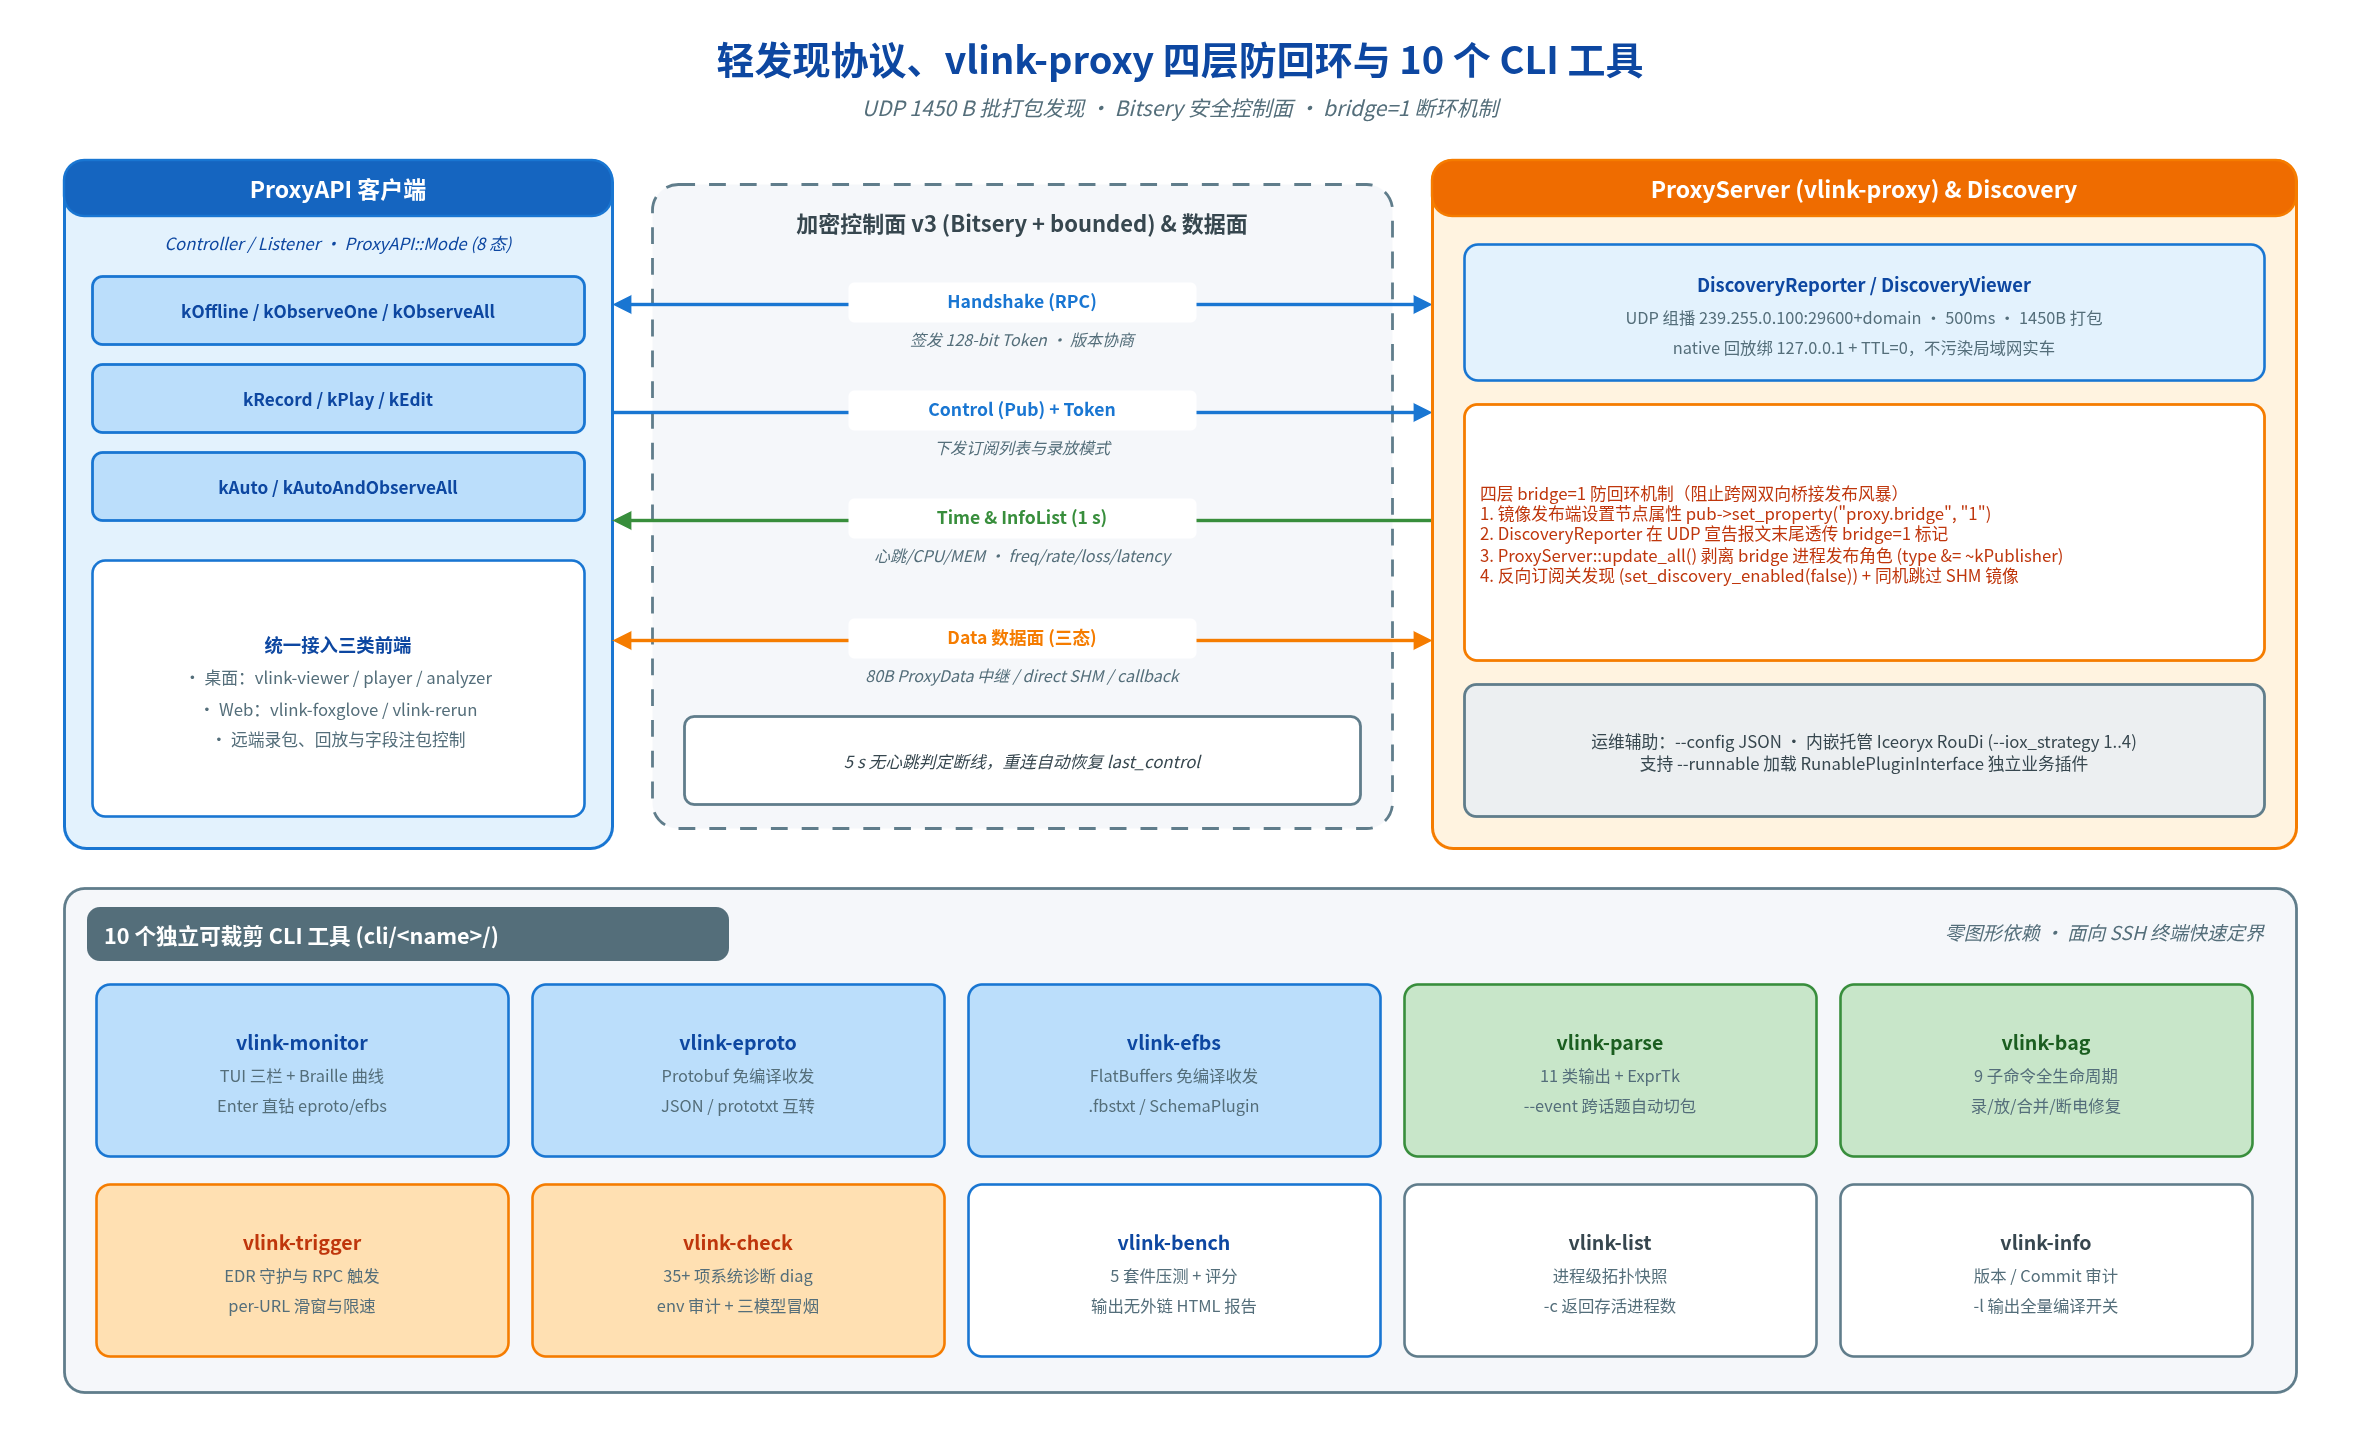 轻发现协议、vlink-proxy 四层防回环与 10 个 CLI 工具
UDP 1450 B 批打包发现 · Bitsery 安全控制面 · bridge=1 断环机制
ProxyAPI 客户端
Controller / Listener · ProxyAPI::Mode (8 态)
kOffline / kObserveOne / kObserveAll
kRecord / kPlay / kEdit
kAuto / kAutoAndObserveAll
统一接入三类前端
· 桌面：vlink-viewer / player / analyzer
· Web：vlink-foxglove / vlink-rerun
· 远端录包、回放与字段注包控制
加密控制面 v3 (Bitsery + bounded) & 数据面
Handshake (RPC)
签发 128-bit Token · 版本协商
Control (Pub) + Token
下发订阅列表与录放模式
Time & InfoList (1 s)
心跳/CPU/MEM · freq/rate/loss/latency
Data 数据面 (三态)
80B ProxyData 中继 / direct SHM / callback
5 s 无心跳判定断线，重连自动恢复 last_control
ProxyServer (vlink-proxy) & Discovery
DiscoveryReporter / DiscoveryViewer
UDP 组播 239.255.0.100:29600+domain · 500ms · 1450B 打包
native 回放绑 127.0.0.1 + TTL=0，不污染局域网实车
四层 bridge=1 防回环机制（阻止跨网双向桥接发布风暴）
1. 镜像发布端设置节点属性 pub->set_property("proxy.bridge", "1")
2. DiscoveryReporter 在 UDP 宣告报文末尾透传 bridge=1 标记
3. ProxyServer::update_all() 剥离 bridge 进程发布角色 (type &= ~kPublisher)
4. 反向订阅关发现 (set_discovery_enabled(false)) + 同机跳过 SHM 镜像
运维辅助：--config JSON · 内嵌托管 Iceoryx RouDi (--iox_strategy 1..4)
支持 --runnable 加载 RunablePluginInterface 独立业务插件
10 个独立可裁剪 CLI 工具 (cli/<name>/)
零图形依赖 · 面向 SSH 终端快速定界
vlink-monitor
TUI 三栏 + Braille 曲线
Enter 直钻 eproto/efbs
vlink-eproto
Protobuf 免编译收发
JSON / prototxt 互转
vlink-efbs
FlatBuffers 免编译收发
.fbstxt / SchemaPlugin
vlink-parse
11 类输出 + ExprTk
--event 跨话题自动切包
vlink-bag
9 子命令全生命周期
录/放/合并/断电修复
vlink-trigger
EDR 守护与 RPC 触发
per-URL 滑窗与限速
vlink-check
35+ 项系统诊断 diag
env 审计 + 三模型冒烟
vlink-bench
5 套件压测 + 评分
输出无外链 HTML 报告
vlink-list
进程级拓扑快照
-c 返回存活进程数
vlink-info
版本 / Commit 审计
-l 输出全量编译开关